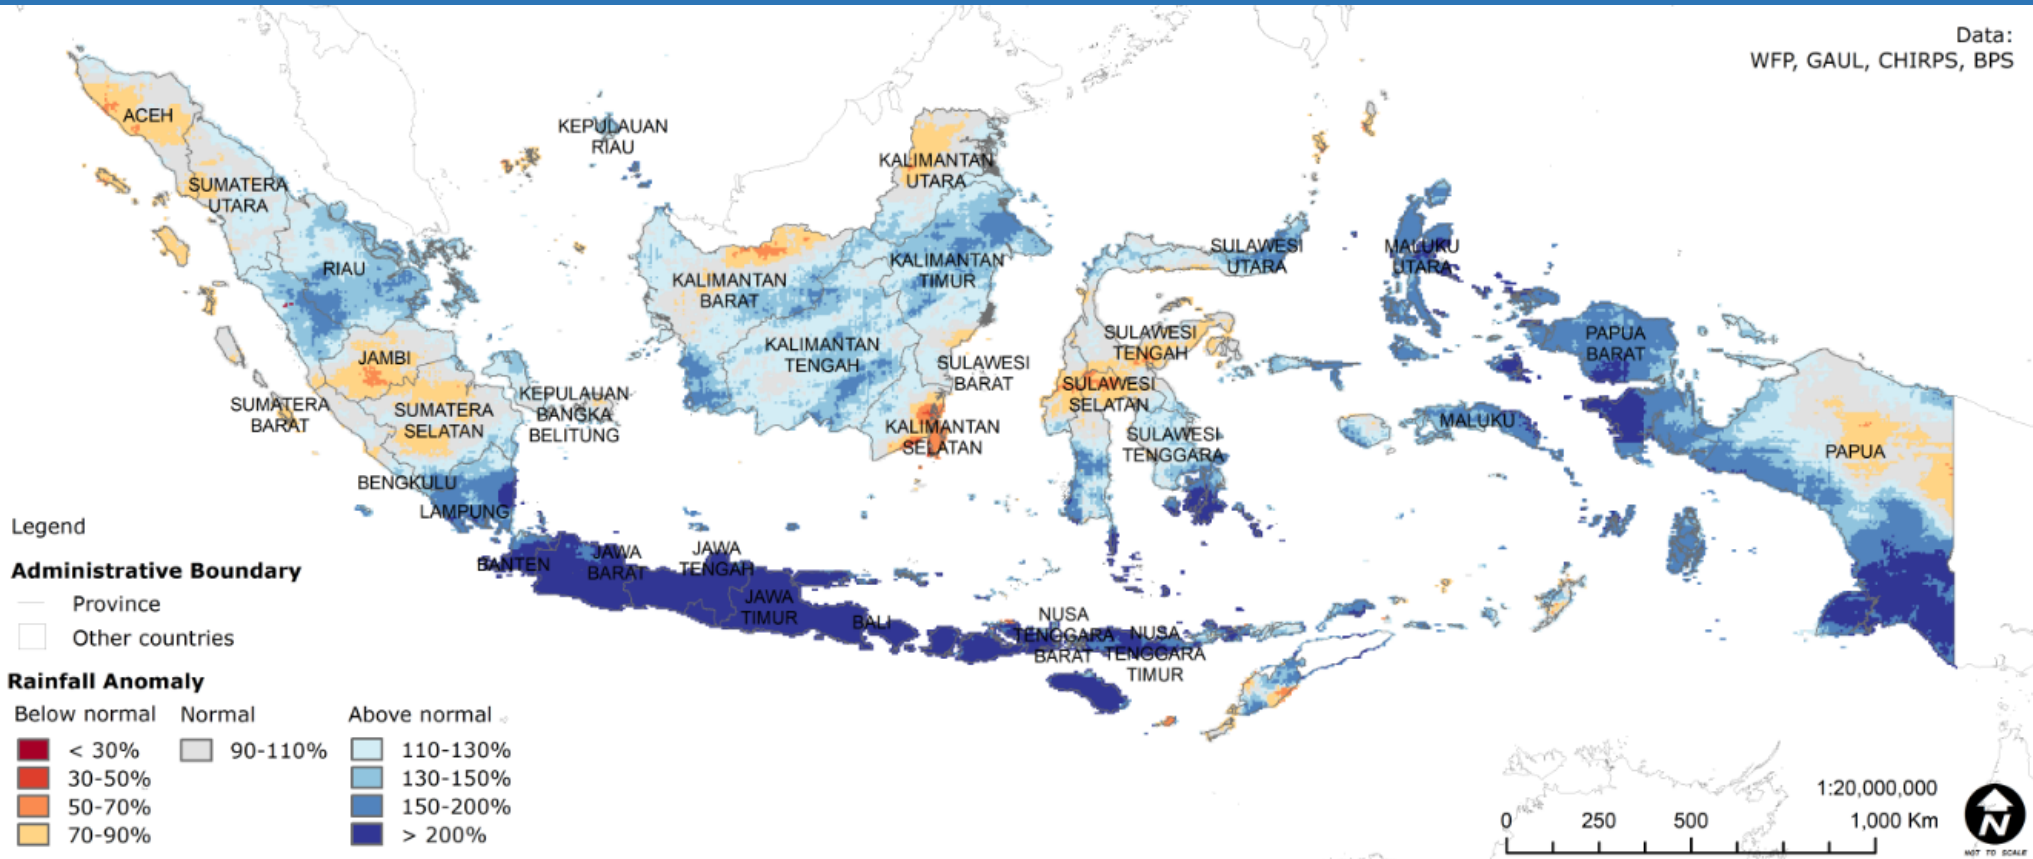 Data:
WFP, GAUL, CHIRPS, BPS
ACEH
KEPULAUAN
RIAU
SUMATERA
UTARA
KALIMANTAN
UTARA
RIAU
KALIMANTAN
BARAT
KALIMANTAN
TIMUR
SULAWESI
UTARA
MALUKU
UTARA
JAMBI
KALIMANTAN
TENGAH
SULAWESI
TENGAH
PAPUA
BARAT
SULAWESI
BARAT
SULAWESI
SELATAN
SUMATERA
BARAT
SUMATERA
SELATAN
KEPULAUAN
BANGKA
BELITUNG
KALIMANTAN
SELATAN
SULAWESI
TENGGARA
MALUKU
PAPUA
BENGKULU
LAMPUNG
BANTEN
JAWA
BARAT
JAWA
TENGAH
JAWA
TIMUR
BALI
NUSA
TENGGARA
BARAT
NUSA
TENGGARA
TIMUR
Legend
Administrative Boundary
Province
Other countries
Rainfall Anomaly
Below normal
< 30%
30-50%
50-70%
70-90%
Normal
90-110%
Above normal
110-130%
130-150%
150-200%
> 200%
1:20,000,000
0 250 500 1,000 Km
N
NOT TO SCALE